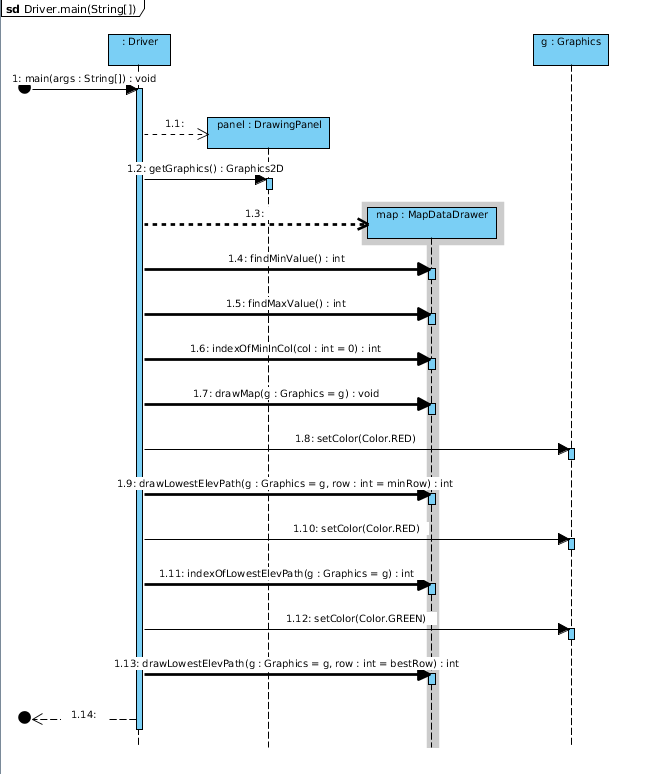 sd Driver.main(String[])
: Driver
g : Graphics
1: main(args : String[]) : void
1.1:
panel : DrawingPanel
1.2: getGraphics() : Graphics2D
1.3:
map : MapDataDrawer
1.4: findMinValue() : int
1.5: findMaxValue() : int
1.6: indexOfMinInCol(col : int = 0) : int
1.7: drawMap(g : Graphics = g) : void
1.8: setColor(Color.RED)
1.9: drawLowestElevPath(g : Graphics = g, row : int = minRow) : int
1.10: setColor(Color.RED)
1.11: indexOfLowestElevPath(g : Graphics = g) : int
1.12: setColor(Color.GREEN)
1.13: drawLowestElevPath(g : Graphics = g, row : int = bestRow) : int
1.14: